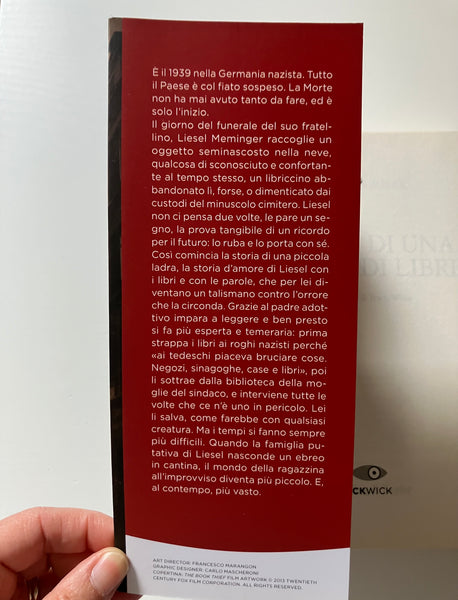 È il 1939 nella Germania nazista. Tutto
il Paese è col fiato sospeso. La Morte
non ha mai avuto tanto da fare, ed è
solo l'inizio.
Il giorno del funerale del suo fratel-
lino, Liesel Meminger raccoglie un
oggetto seminascosto nella neve,
qualcosa di sconosciuto e confortan-
te al tempo stesso, un libriccino ab-
bandonato lì, forse, o dimenticato dai
custodi del minuscolo cimitero. Liesel
non ci pensa due volte, le pare un se-
gno, la prova tangibile di un ricordo
per il futuro: lo ruba e lo porta con sé.
Così comincia la storia di una piccola
ladra, la storia d'amore di Liesel con
i libri e con le parole, che per lei di-
ventano un talismano contro l'orrore
che la circonda. Grazie al padre adot-
tivo impara a leggere e ben presto
si fa più esperta e temeraria: prima
strappa i libri ai roghi nazisti perché
«ai tedeschi piaceva bruciare cose.
Negozi, sinagoghe, case e libri», poi
li sottrae dalla biblioteca della mo-
glie del sindaco, e interviene tutte le
volte che ce n'è uno in pericolo. Lei
li salva, come farebbe con qualsiasi
creatura. Ma i tempi si fanno sempre
più difficili. Quando la famiglia pu-
tativa di Liesel nasconde un ebreo
in cantina, il mondo della ragazzina
all'improvviso diventa più piccolo. E,
al contempo, più vasto.
ART DIRECTOR: FRANCESCO MARANGON
GRAPHIC DESIGNER: CARLO MASCHERONI
COPERTINA: THE BOOK THIEF FILM ARTWORK © 2013 TWENTIETH
CENTURY FOX FILM CORPORATION. ALL RIGHTS RESERVED.
DI UNA
DI LIBRI
CKWICK